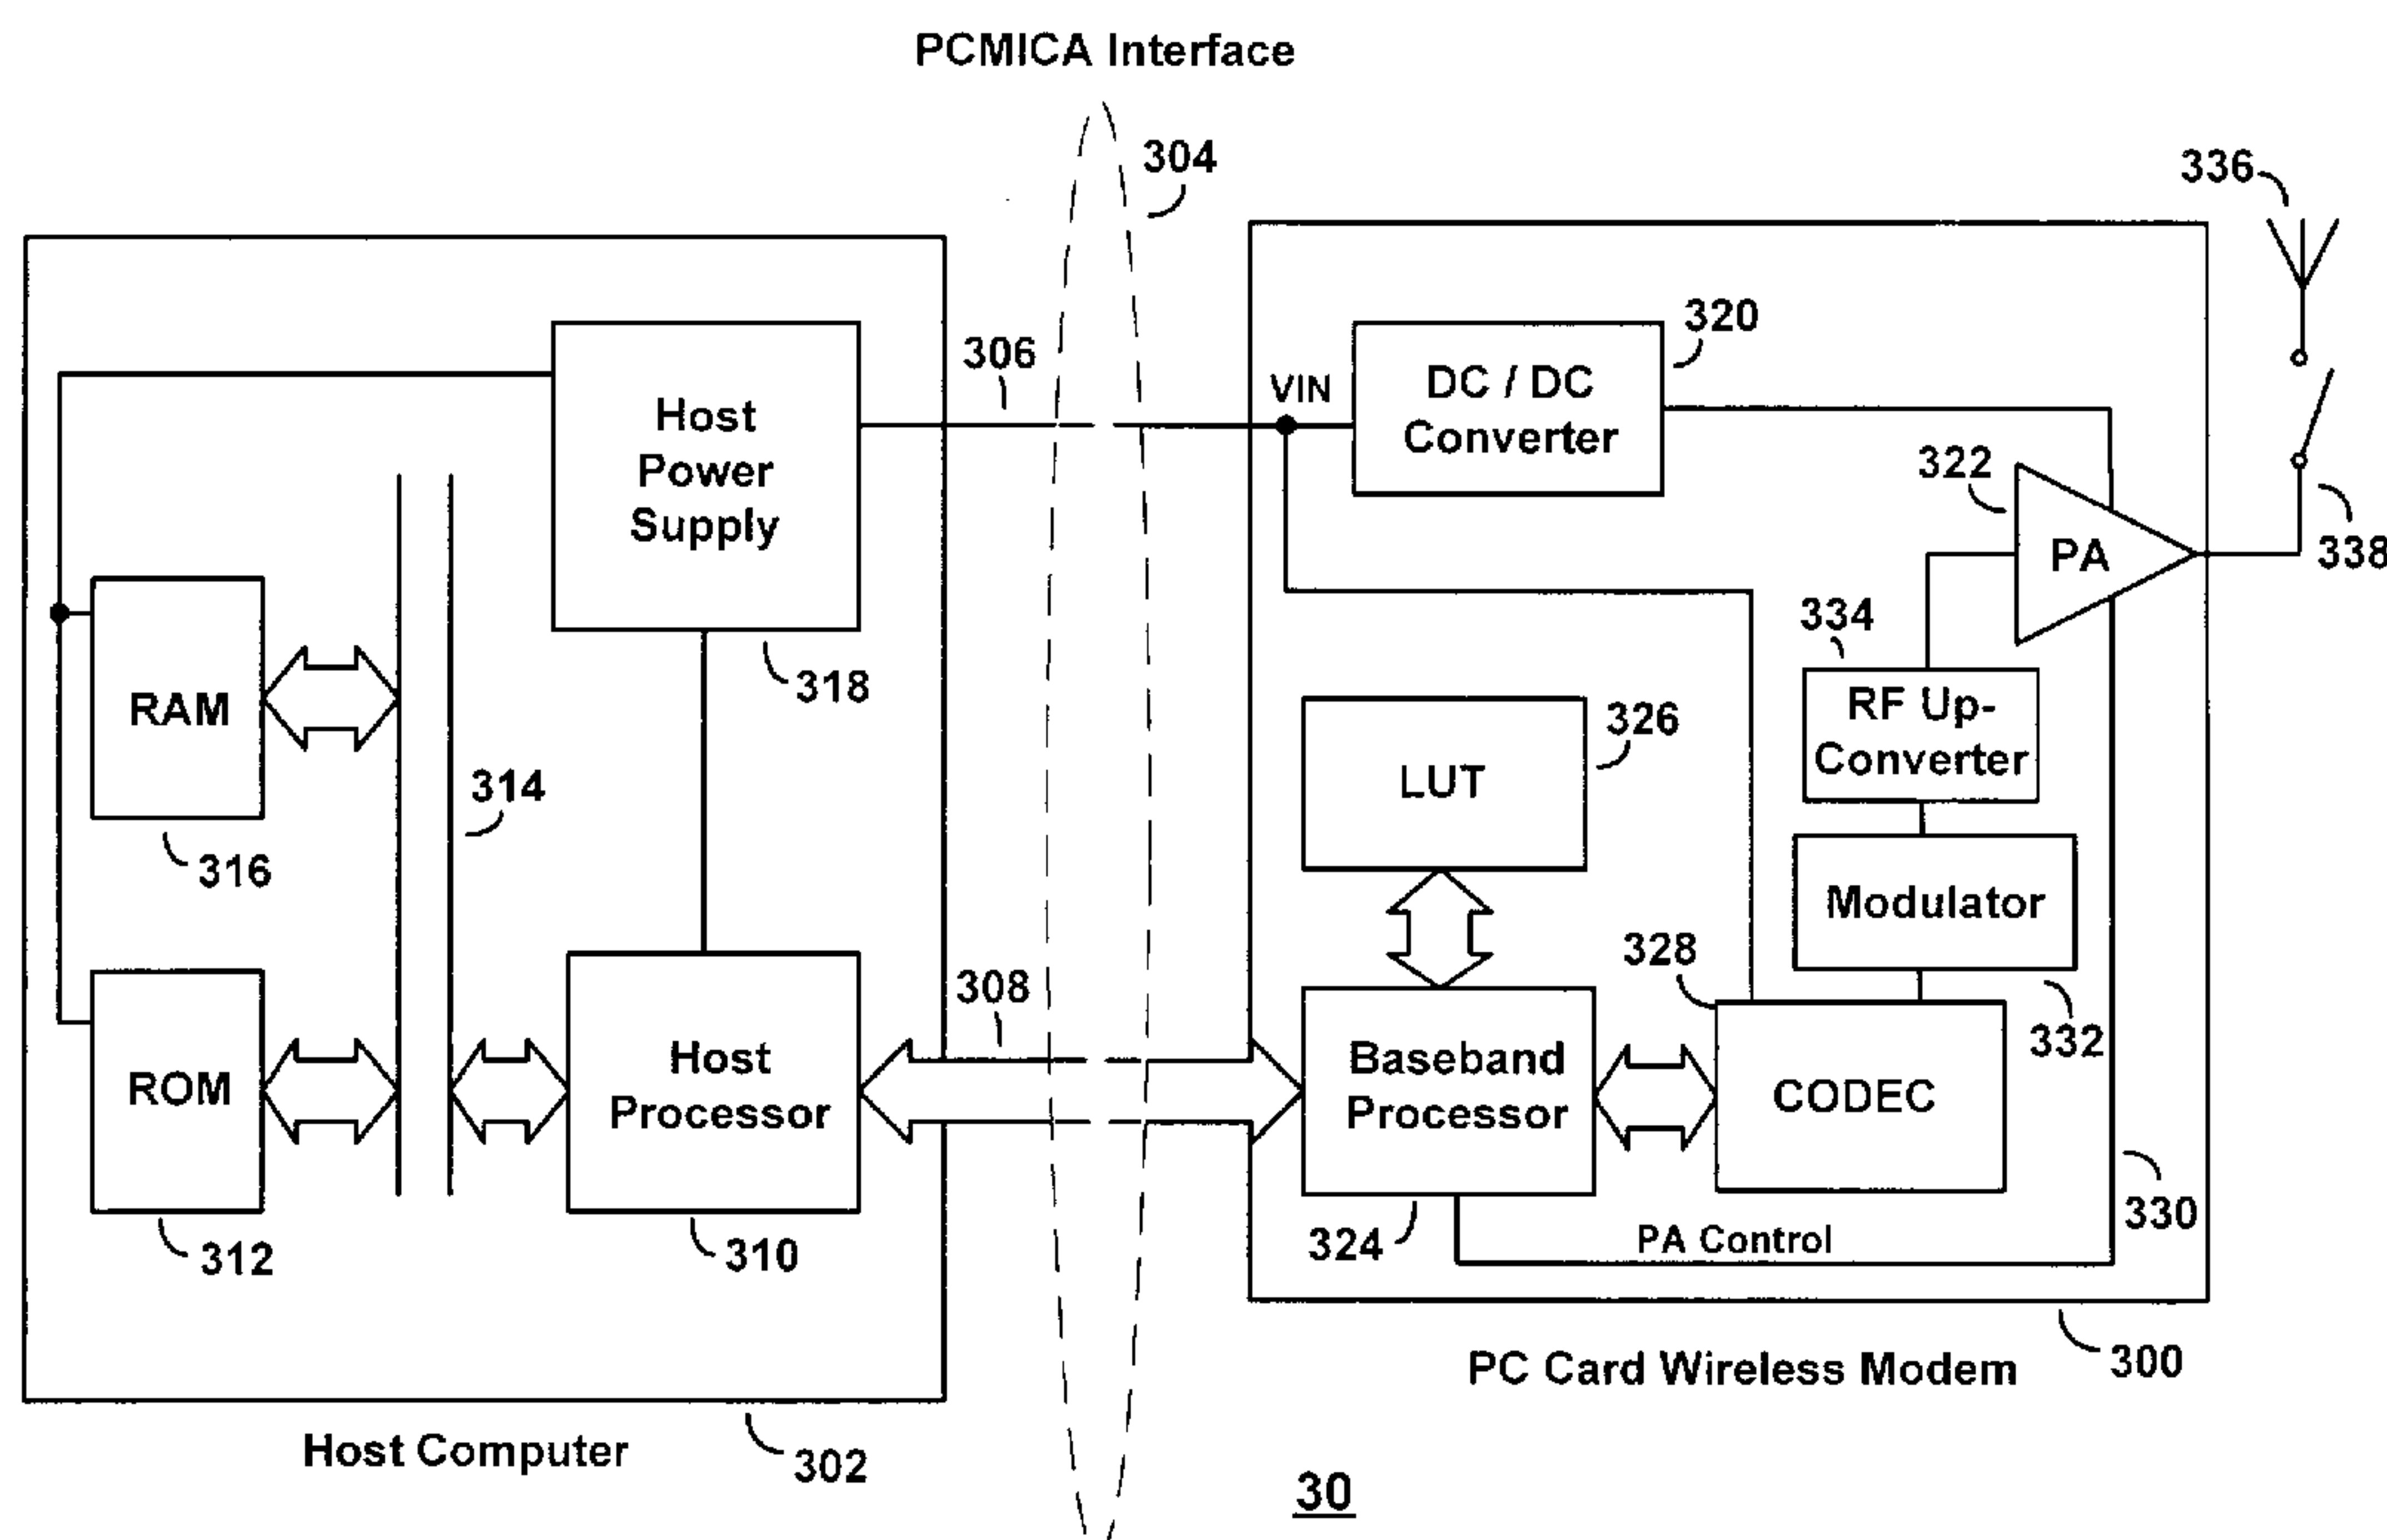 PCMICA Interface
304
336
306
VIN
DC / DC
Converter
320
Host
Power
Supply
318
322
PA
338
334
RF Up-
Converter
RAM
316
314
LUT
326
Modulator
328
332
308
ROM
312
Host
Processor
310
Baseband
Processor
324
CODEC
330
PA Control
300
PC Card Wireless Modem
Host Computer
302
30